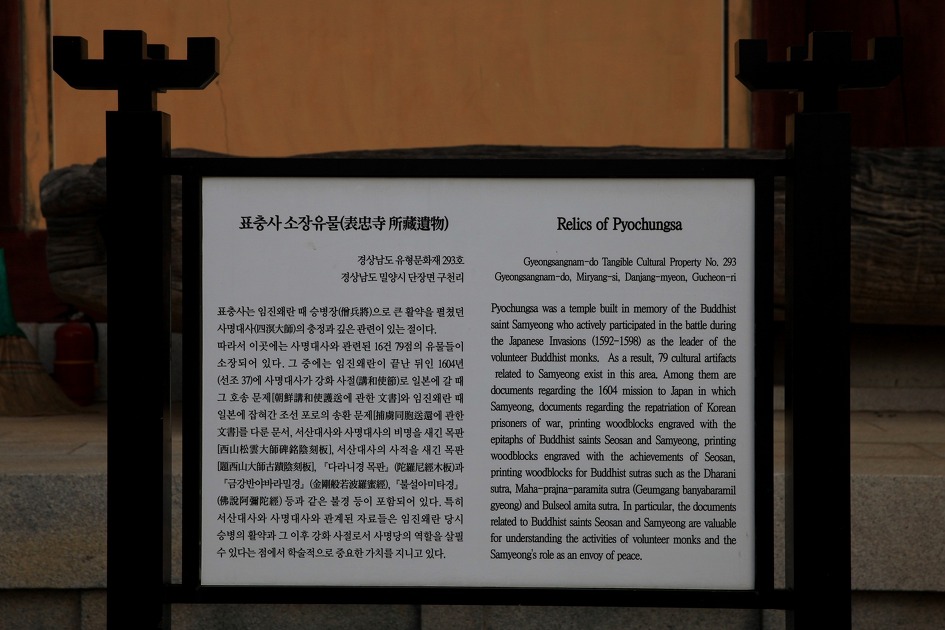 표충사 소장유물(表忠寺 所藏遺物)
경상남도 유형문화재 293호
경상남도 밀양시 단장면 구천리
표충사는 임진왜란 때 승병장(僧兵將)으로 큰 활약을 펼쳤던
사명대사(四溟大師)의 충정과 깊은 관련이 있는 절이다.
따라서 이곳에는 사명대사와 관련된 16건 79점의 유물들이
소장되어 있다. 그 중에는 임진왜란이 끝난 뒤인 1604년
(선조 37)에 사명대사가 강화 사절(講和使節)로 일본에 갈 때
그 호송 문제[朝鮮講和使護送에 관한 文書]와 임진왜란 때
일본에 잡혀간 조선 포로의 송환 문제[捕虜同胞送還에 관한
文書]를 다룬 문서, 서산대사와 사명대사의 비명을 새긴 목판
[西山松雲大師碑銘陰刻板], 서산대사의 사적을 새긴 목판
[題西山大師古蹟陰刻板], 『다라니경 목판』(陀羅尼經木板)과
『금강반야바라밀경』(金剛般若波羅蜜經), 『불설아미타경』
(佛說阿彌陀經) 등과 같은 불경 등이 포함되어 있다. 특히
서산대사와 사명대사와 관계된 자료들은 임진왜란 당시
승병의 활약과 그 이후 강화 사절로서 사명당의 역할을 살필
수 있다는 점에서 학술적으로 중요한 가치를 지니고 있다.
Relics of Pyochungsa
Gyeongsangnam-do Tangible Cultural Property No. 293
Gyeongsangnam-do, Miryang-si, Danjang-myeon, Gucheon-ri
Pyochungsa was a temple built in memory of the Buddhist
saint Samyeong who actively participated in the battle during
the Japanese Invasions (1592-1598) as the leader of the
volunteer Buddhist monks. As a result, 79 cultural artifacts
related to Samyeong exist in this area. Among them are
documents regarding the 1604 mission to Japan in which
Samyeong, documents regarding the repatriation of Korean
prisoners of war, printing woodblocks engraved with the
epitaphs of Buddhist saints Seosan and Samyeong, printing
woodblocks engraved with the achievements of Seosan,
printing woodblocks for Buddhist sutras such as the Dharani
sutra, Maha-prajna-paramita sutra (Geumgang banyabaramil
gyeong) and Bulseol amita sutra. In particular, the documents
related to Buddhist saints Seosan and Samyeong are valuable
for understanding the activities of volunteer monks and the
Samyeong's role as an envoy of peace.